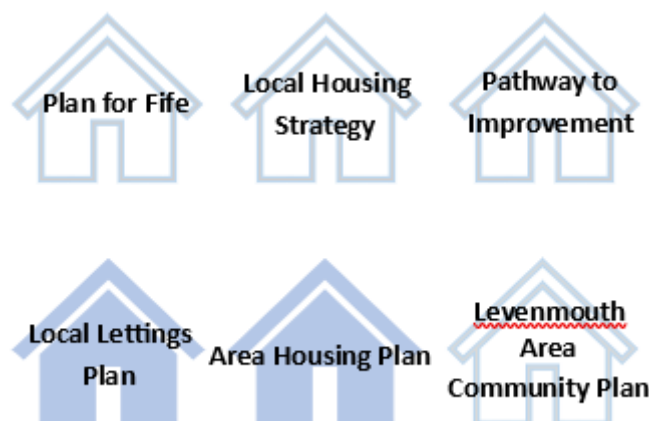 Plan for Fife
Local Housing
Strategy
Pathway to
Improvement
Local Lettings
Plan
Area Housing Plan
Levenmouth
Area
Community Plan